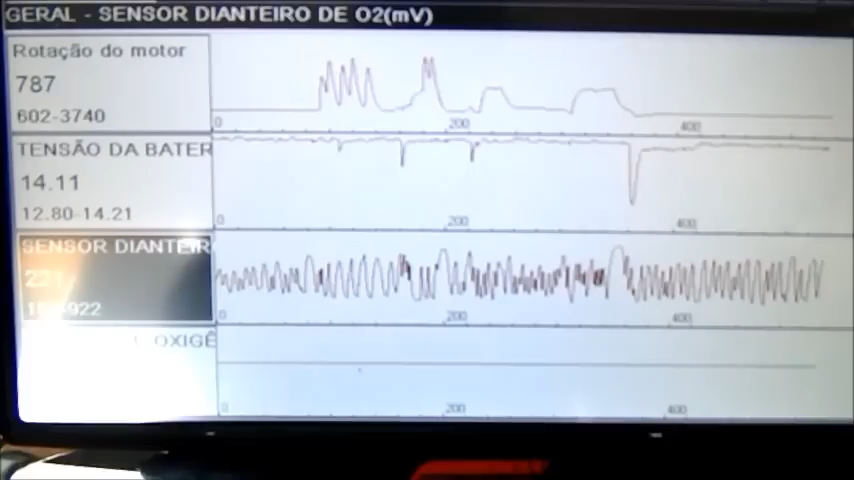 GERAL - SENSOR DIANTEIRO DE O2(mV)
Rotação do motor
787
602-3740
0 200 400
TENSÃO DA BATER
14.11
12.80-14.21
0 200 400
SENSOR DIANTEIR
0 200 400
OXIGÊ
0 200 400